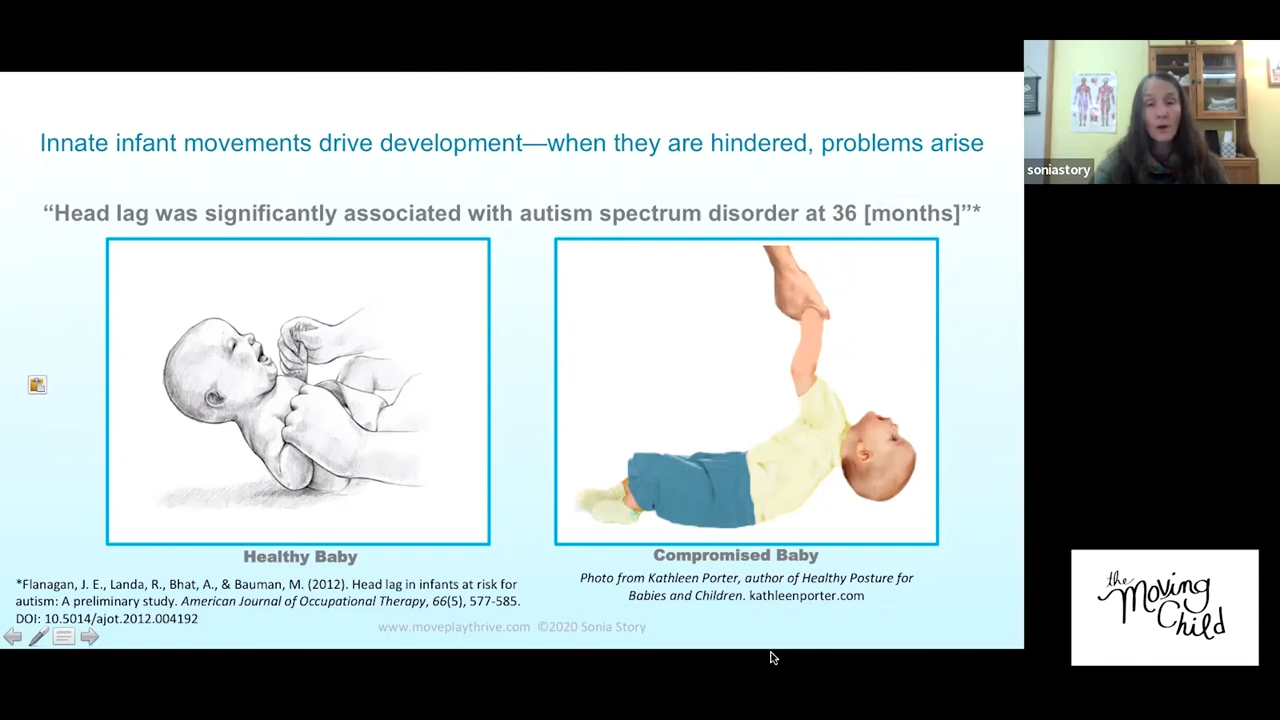 Innate infant movements drive development—when they are hindered, problems arise
“Head lag was significantly associated with autism spectrum disorder at 36 [months]”*
Healthy Baby
Compromised Baby
*Flanagan, J. E., Landa, R., Bhat, A., & Bauman, M. (2012). Head lag in infants at risk for
autism: A preliminary study. American Journal of Occupational Therapy, 66(5), 577-585.
DOI: 10.5014/ajot.2012.004192
Photo from Kathleen Porter, author of Healthy Posture for
Babies and Children. kathleenporter.com
www.moveplaythrive.com ©2020 Sonia Story
soniastory
the
Moving
Child